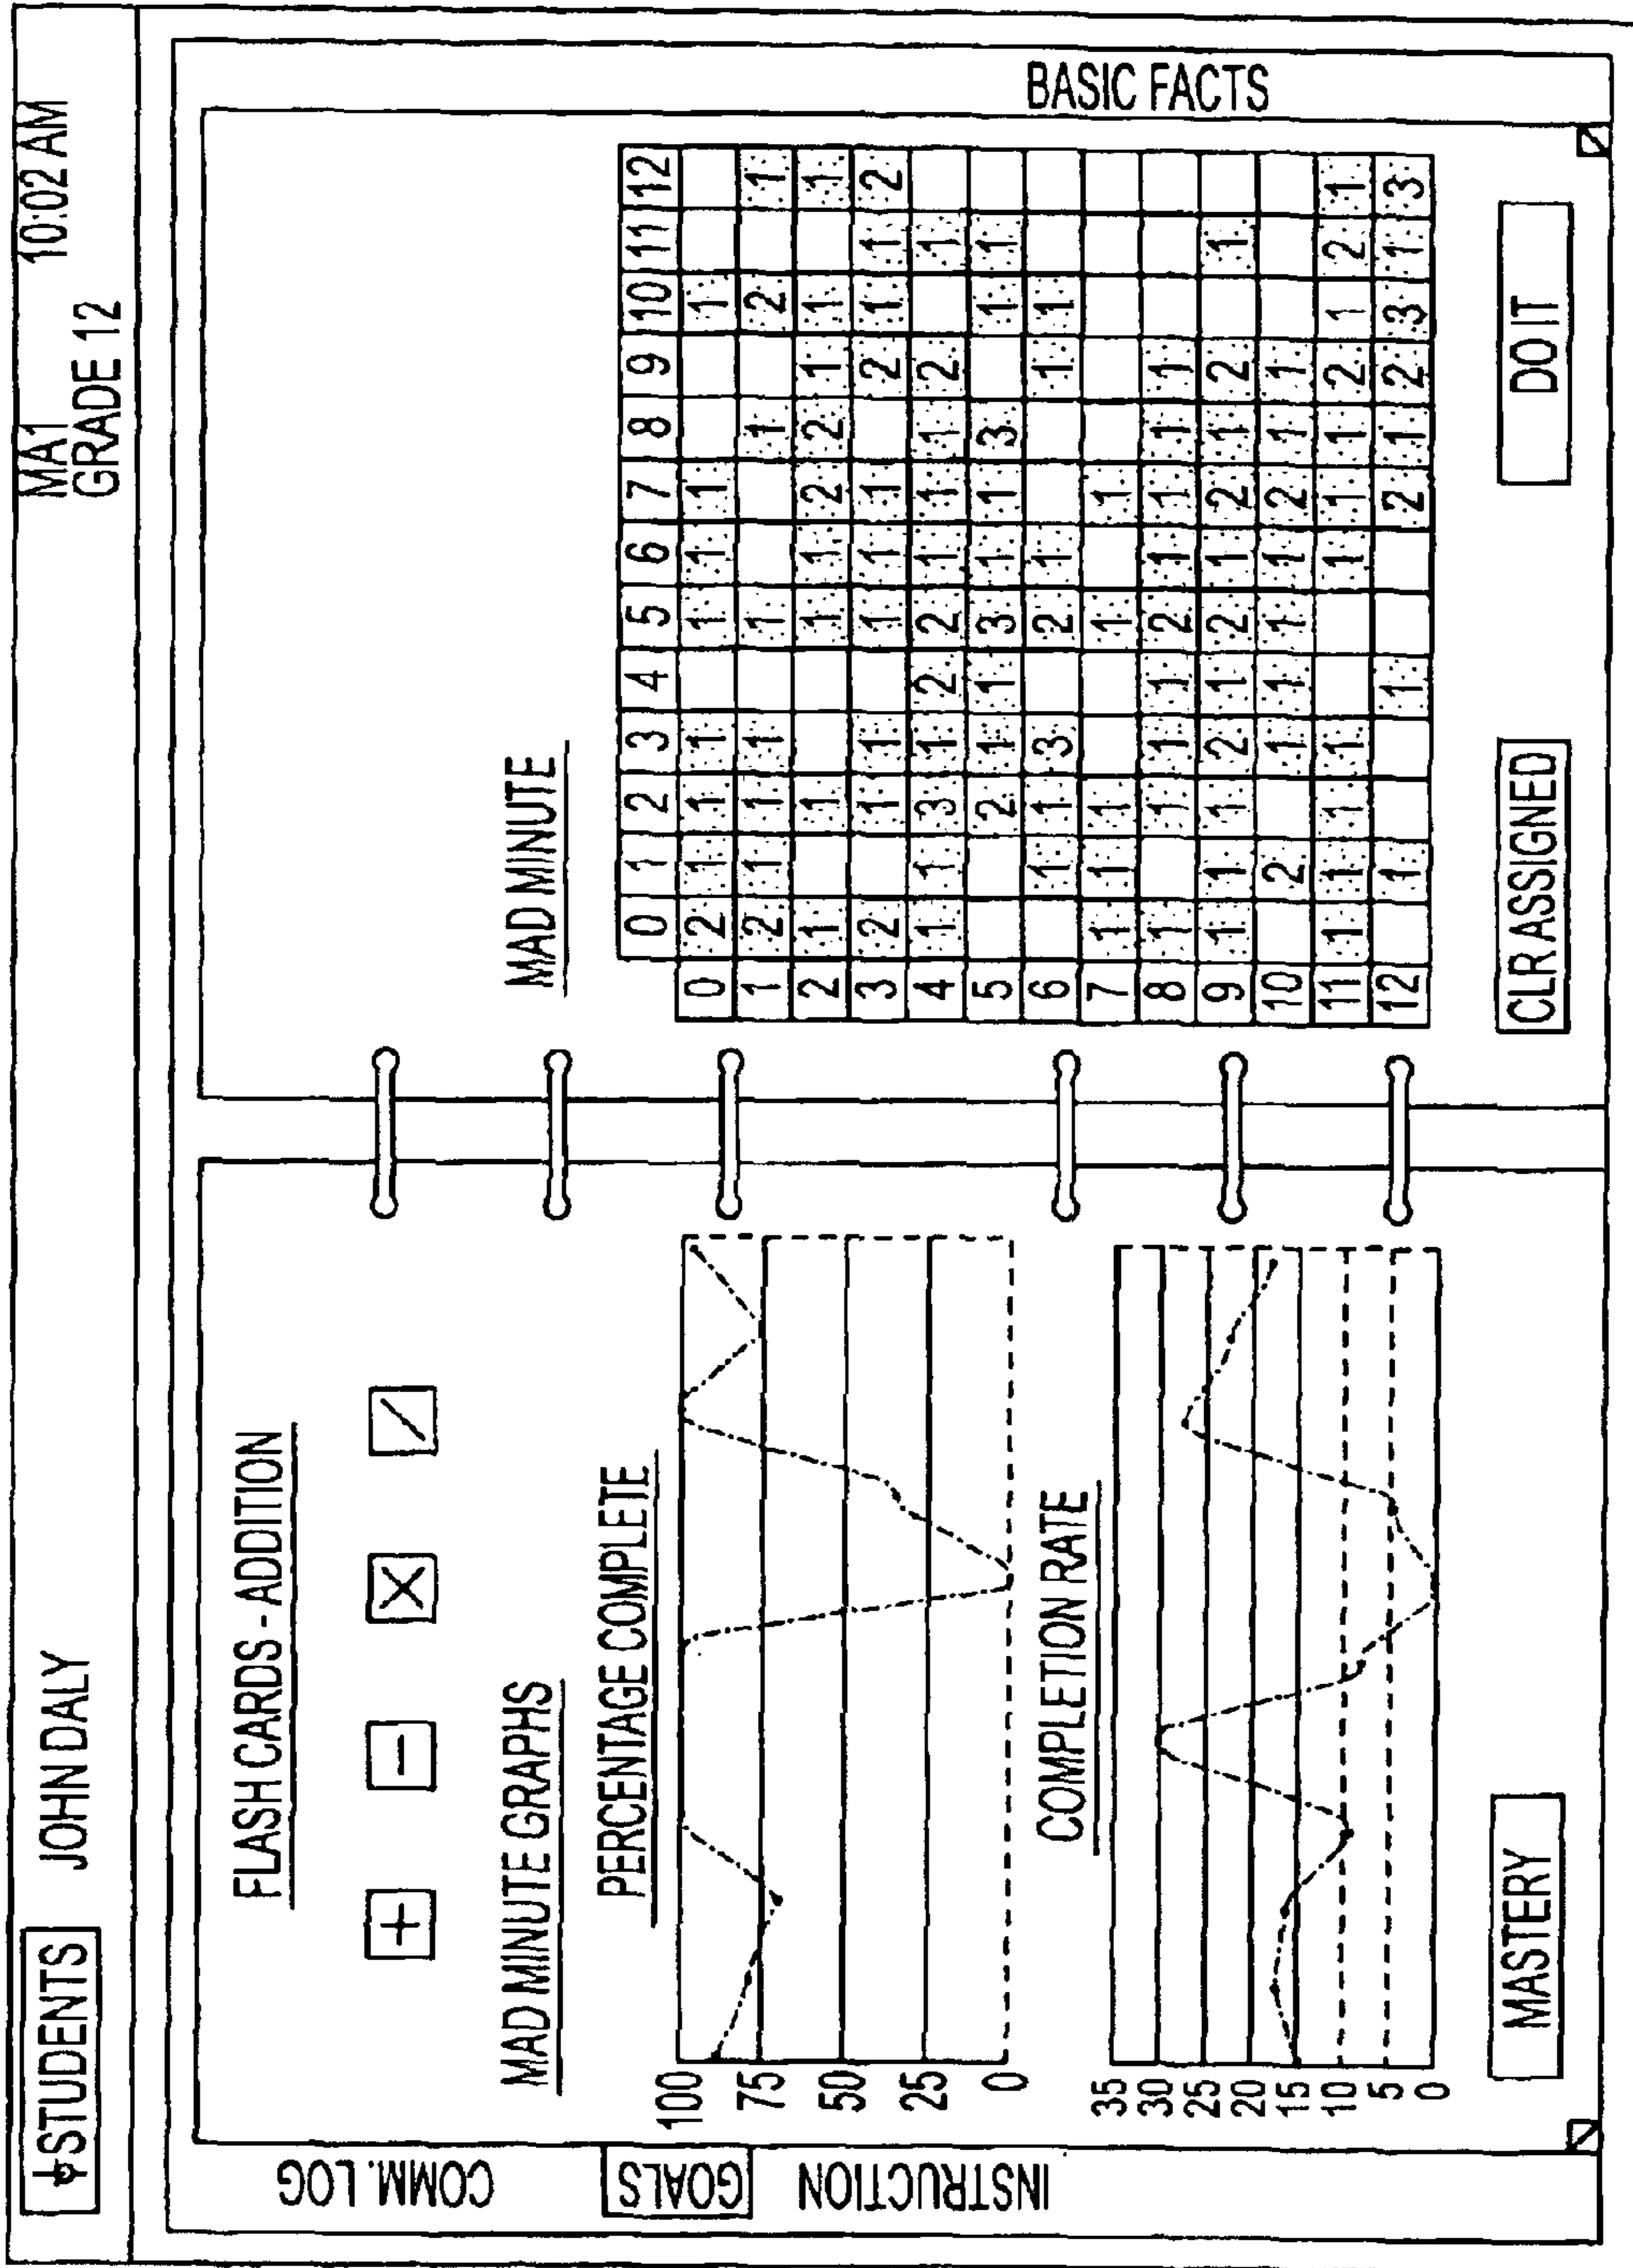 STUDENTS JOHN DALY MA1 10:02 AM
GRADE 12
COMM. LOG
GOALS
INSTRUCTION
FLASH CARDS - ADDITION
+ − X /
MAD MINUTE GRAPHS
PERCENTAGE COMPLETE
100
75
50
25
0
COMPLETION RATE
35
30
25
20
15
10
5
0
MASTERY
MAD MINUTE
0 1 2 3 4 5 6 7 8 9 10 11 12
0 2 1 1 1 1 1 1 1
1 2 1 1 1 1 1 2 1
2 1 1 1 1 2 2 1 1 1
3 2 1 1 1 1 1 2 1 1 2
4 1 1 3 1 2 2 1 1 1 2 1
5 2 1 1 3 1 1 3 1 1
6 1 1 3 2 1 1 1
7 1 1 1 1 1
8 1 1 1 1 2 1 1 1 1
9 1 1 1 2 1 2 1 2 1 2 1
10 2 1 1 1 1 2 1 1
11 1 1 1 1 1 1 1 2 1 2 1
12 1 1 2 1 2 3 1 3
CLR ASSIGNED
DO IT
BASIC FACTS